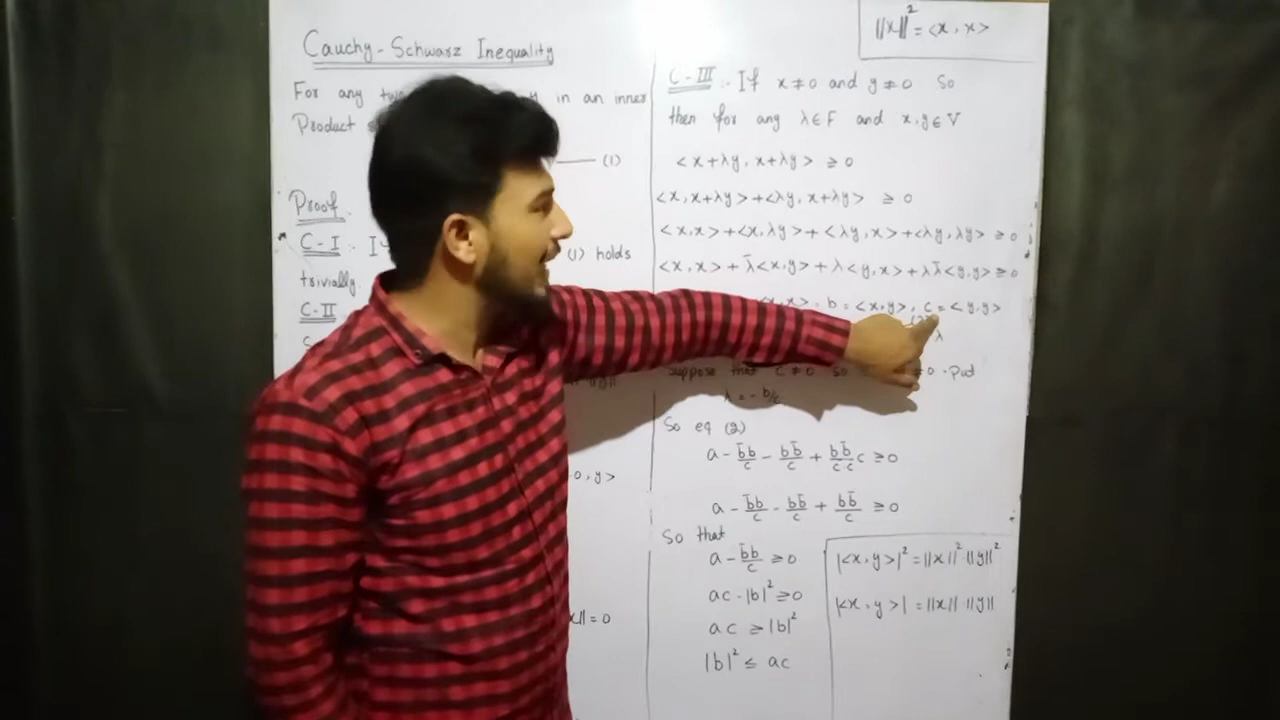 Cauchy-Schwarz Inequality
For any in an inner
Product
(1)
Proof.
C-I :
(1) holds
trivially.
C-II
0, y>
= 0
||x||² = <x, x>
C-III :- If x ≠ 0 and y ≠ 0 So
then for any λ ∈ F and x, y ∈ V
<x+λy, x+λy> ≥ 0
<x, x+λy> + <λy, x+λy> ≥ 0
<x, x> + <x, λy> + <λy, x> + <λy, λy> ≥ 0
<x, x> + λ̄<x, y> + λ<y, x> + λλ̄<y, y> ≥ 0
b = <x, y>, c = <y, y>
Suppose that c ≠ 0 so ≠ 0 . Put
λ = - b/c
So eq (2)
a - b̄b/c - bb̄/c + bb̄/c.c c ≥ 0
a - b̄b/c - bb̄/c + bb̄/c ≥ 0
So that
a - b̄b/c ≥ 0
ac - |b|² ≥ 0
ac ≥ |b|²
|b|² ≤ ac
|<x, y>|² = ||x||² ||y||²
|<x, y>| = ||x|| ||y||